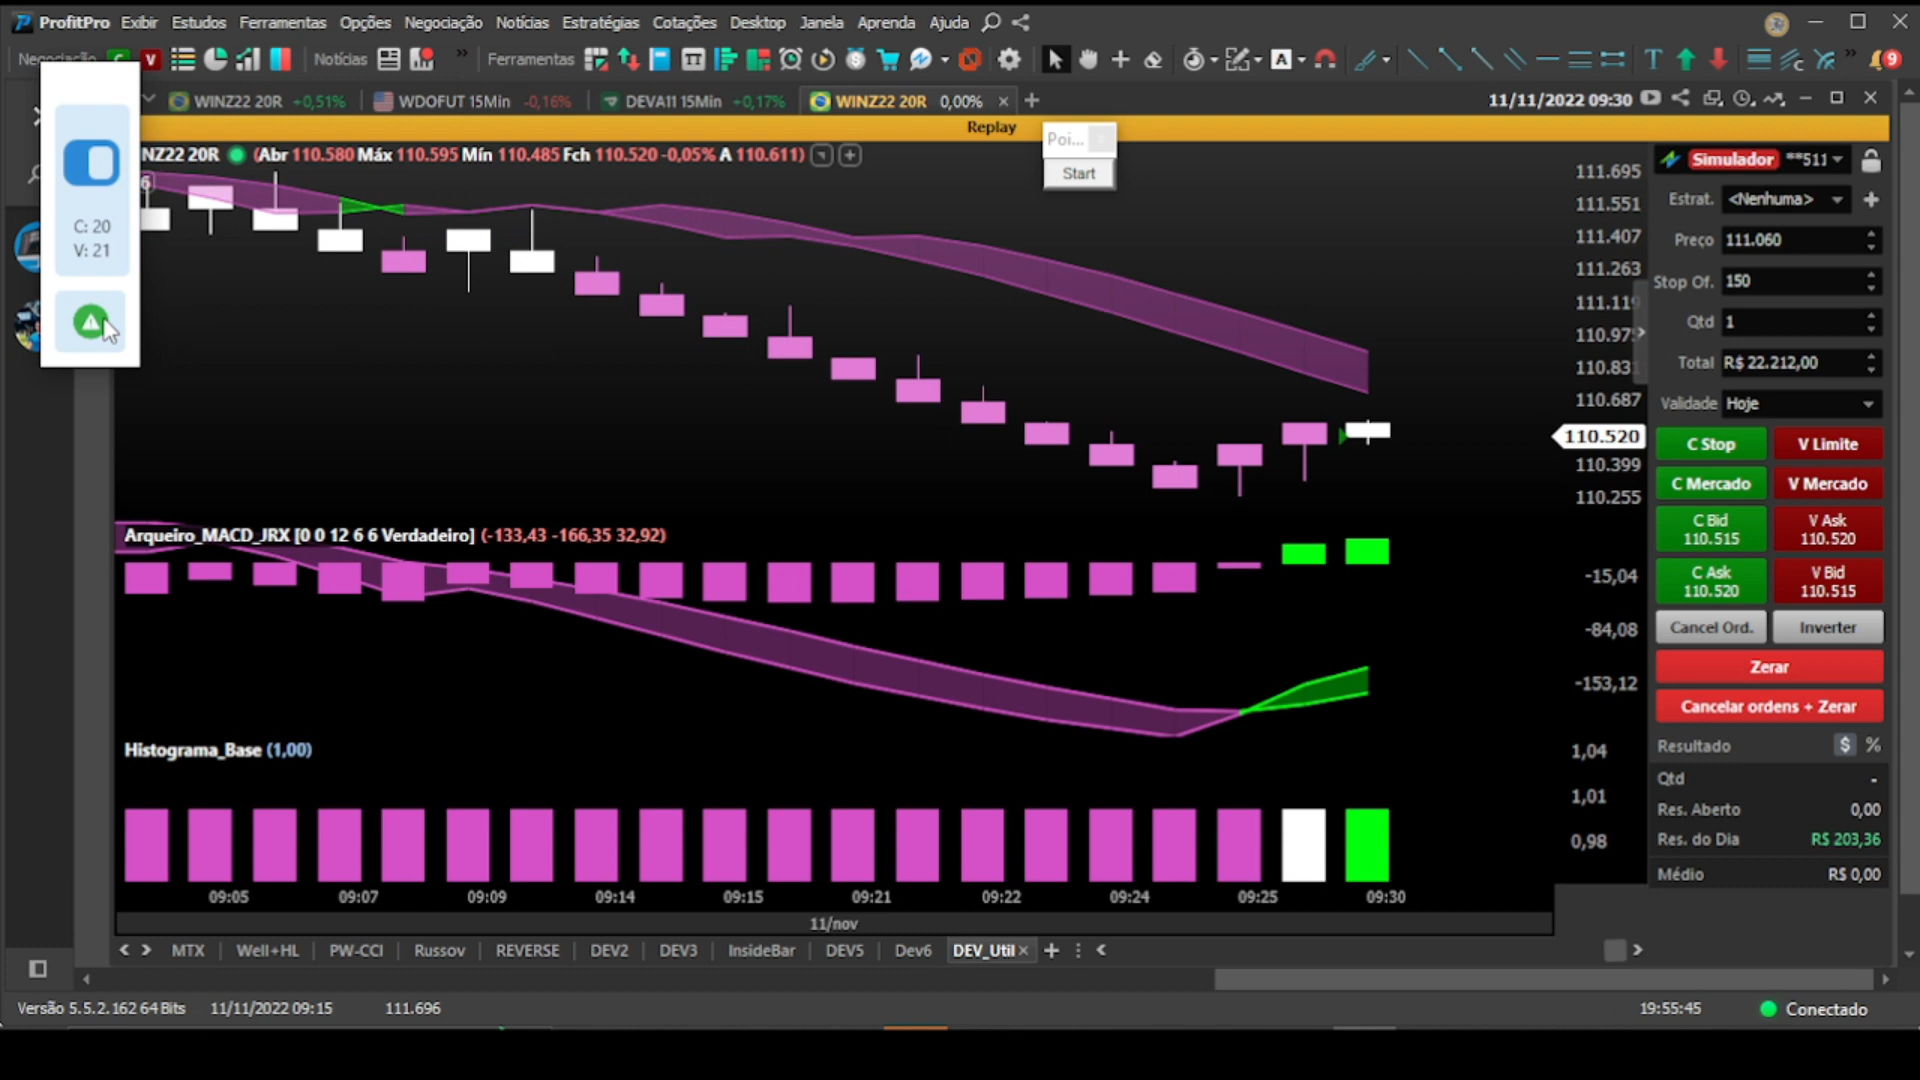 ProfitPro Exibir Estudos Ferramentas Opções Negociação Notícias Estratégias Cotações Desktop Janela Aprenda Ajuda
Negociação C V Notícias » Ferramentas A T » 9
WINZ22 20R +0,51% WDOFUT 15Min -0,16% DEVA11 15Min +0,17% WINZ22 20R 0,00% × + 11/11/2022 09:30
Replay
Poi...
Start
C: 20
V: 21
NZ22 20R (Abr 110.580 Máx 110.595 Mín 110.485 Fch 110.520 -0,05% A 110.611)
6
111.695
111.551
111.407
111.263
111.119
110.975
110.831
110.687
110.520
110.399
110.255
Arqueiro_MACD_JRX [0 0 12 6 6 Verdadeiro] (-133,43 -166,35 32,92)
-15,04
-84,08
-153,12
Histograma_Base (1,00)
1,04
1,01
0,98
09:05 09:07 09:09 09:14 09:15 09:21 09:22 09:24 09:25 09:30
11/nov
Simulador **511
Estrat. <Nenhuma>
Preço 111.060
Stop Of. 150
Qtd 1
Total R$ 22.212,00
Validade Hoje
C Stop V Limite
C Mercado V Mercado
C Bid 110.515 V Ask 110.520
C Ask 110.520 V Bid 110.515
Cancel Ord. Inverter
Zerar
Cancelar ordens + Zerar
Resultado $ %
Qtd -
Res. Aberto 0,00
Res. do Dia R$ 203,36
Médio R$ 0,00
MTX Well+HL PW-CCI Russov REVERSE DEV2 DEV3 InsideBar DEV5 Dev6 DEV_Util × +
Versão 5.5.2.162 64 Bits 11/11/2022 09:15 111.696 19:55:45 Conectado